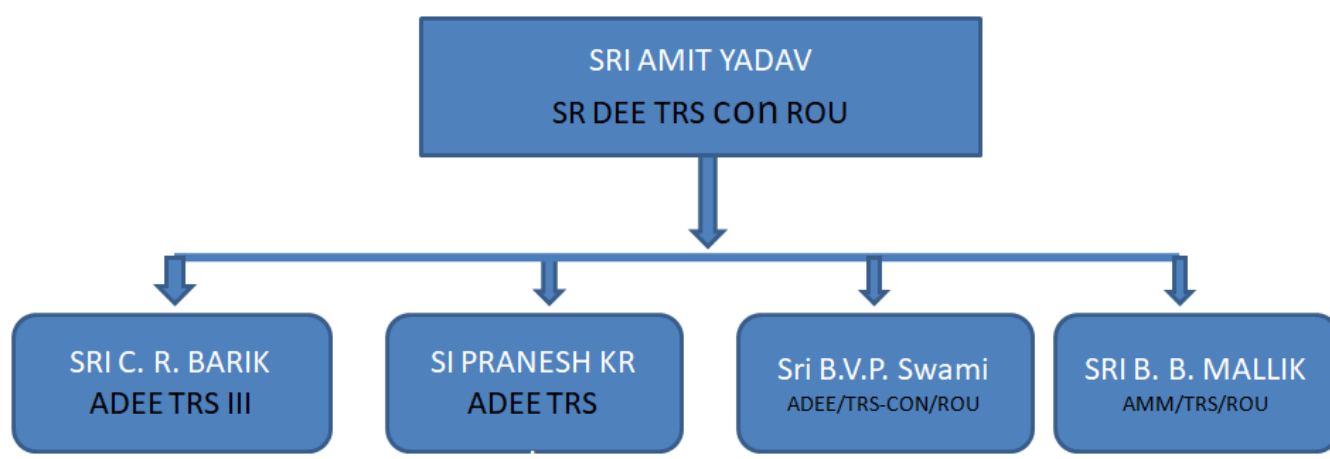 SRI AMIT YADAV
SR DEE TRS con ROU
SRI C. R. BARIK
ADEE TRS III
SI PRANESH KR
ADEE TRS
Sri B.V.P. Swami
ADEE/TRS-CON/ROU
SRI B. B. MALLIK
AMM/TRS/ROU